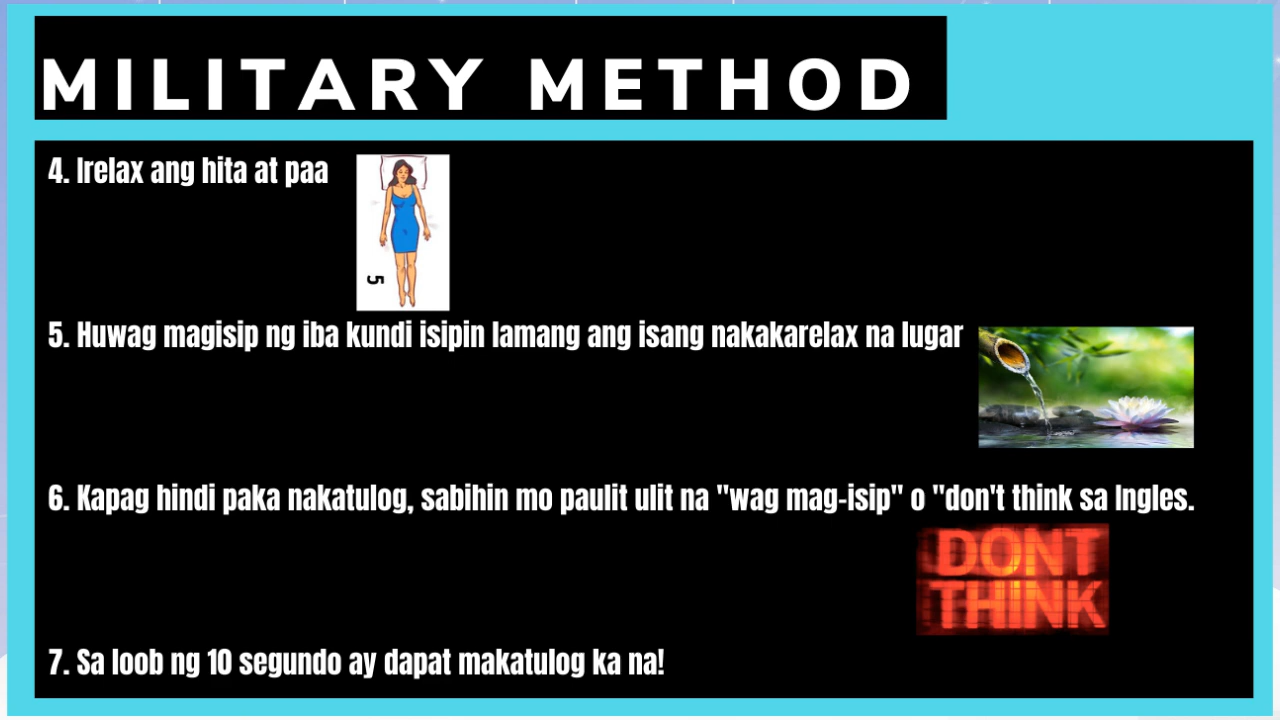 MILITARY METHOD
4. Irelax ang hita at paa
5
5. Huwag magisip ng iba kundi isipin lamang ang isang nakakarelax na lugar
6. Kapag hindi paka nakatulog, sabihin mo paulit ulit na "wag mag-isip" o "don't think sa Ingles.
DONT
THINK
7. Sa loob ng 10 segundo ay dapat makatulog ka na!